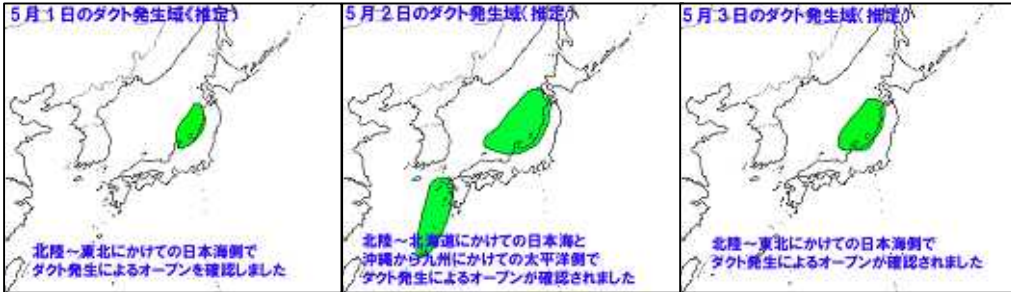 5月1日のダクト発生域(推定)
北陸～東北にかけての日本海側で
ダクト発生によるオープンを確認しました
5月2日のダクト発生域(推定)
北陸～北海道にかけての日本海と
沖縄から九州にかけての太平洋側で
ダクト発生によるオープンが確認されました
5月3日のダクト発生域(推定)
北陸～東北にかけての日本海側で
ダクト発生によるオープンが確認されました